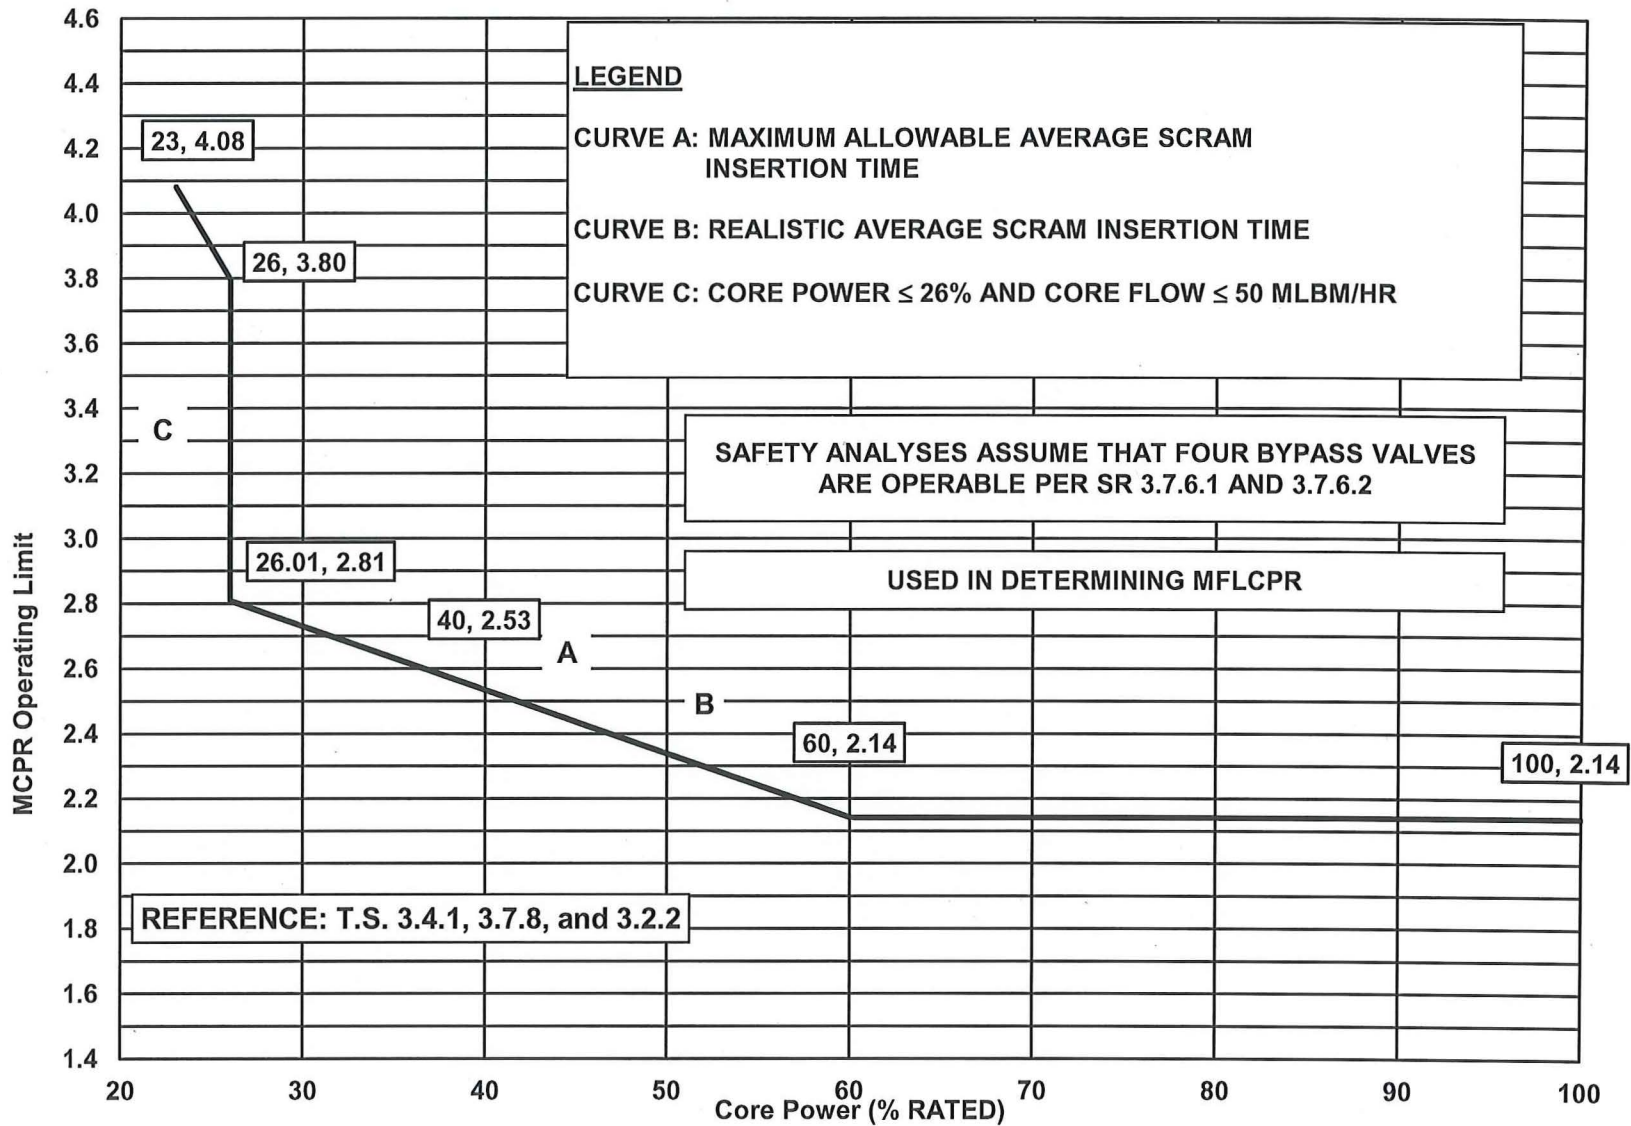 4.6
4.4
4.2
4.0
3.8
3.6
3.4
3.2
3.0
2.8
2.6
2.4
2.2
2.0
1.8
1.6
1.4
MCPR Operating Limit
LEGEND
CURVE A: MAXIMUM ALLOWABLE AVERAGE SCRAM
INSERTION TIME
CURVE B: REALISTIC AVERAGE SCRAM INSERTION TIME
CURVE C: CORE POWER ≤ 26% AND CORE FLOW ≤ 50 MLBM/HR
23, 4.08
26, 3.80
C
SAFETY ANALYSES ASSUME THAT FOUR BYPASS VALVES
ARE OPERABLE PER SR 3.7.6.1 AND 3.7.6.2
26.01, 2.81
USED IN DETERMINING MFLCPR
40, 2.53
A
B
60, 2.14
100, 2.14
REFERENCE: T.S. 3.4.1, 3.7.8, and 3.2.2
20 30 40 50 60 70 80 90 100
Core Power (% RATED)